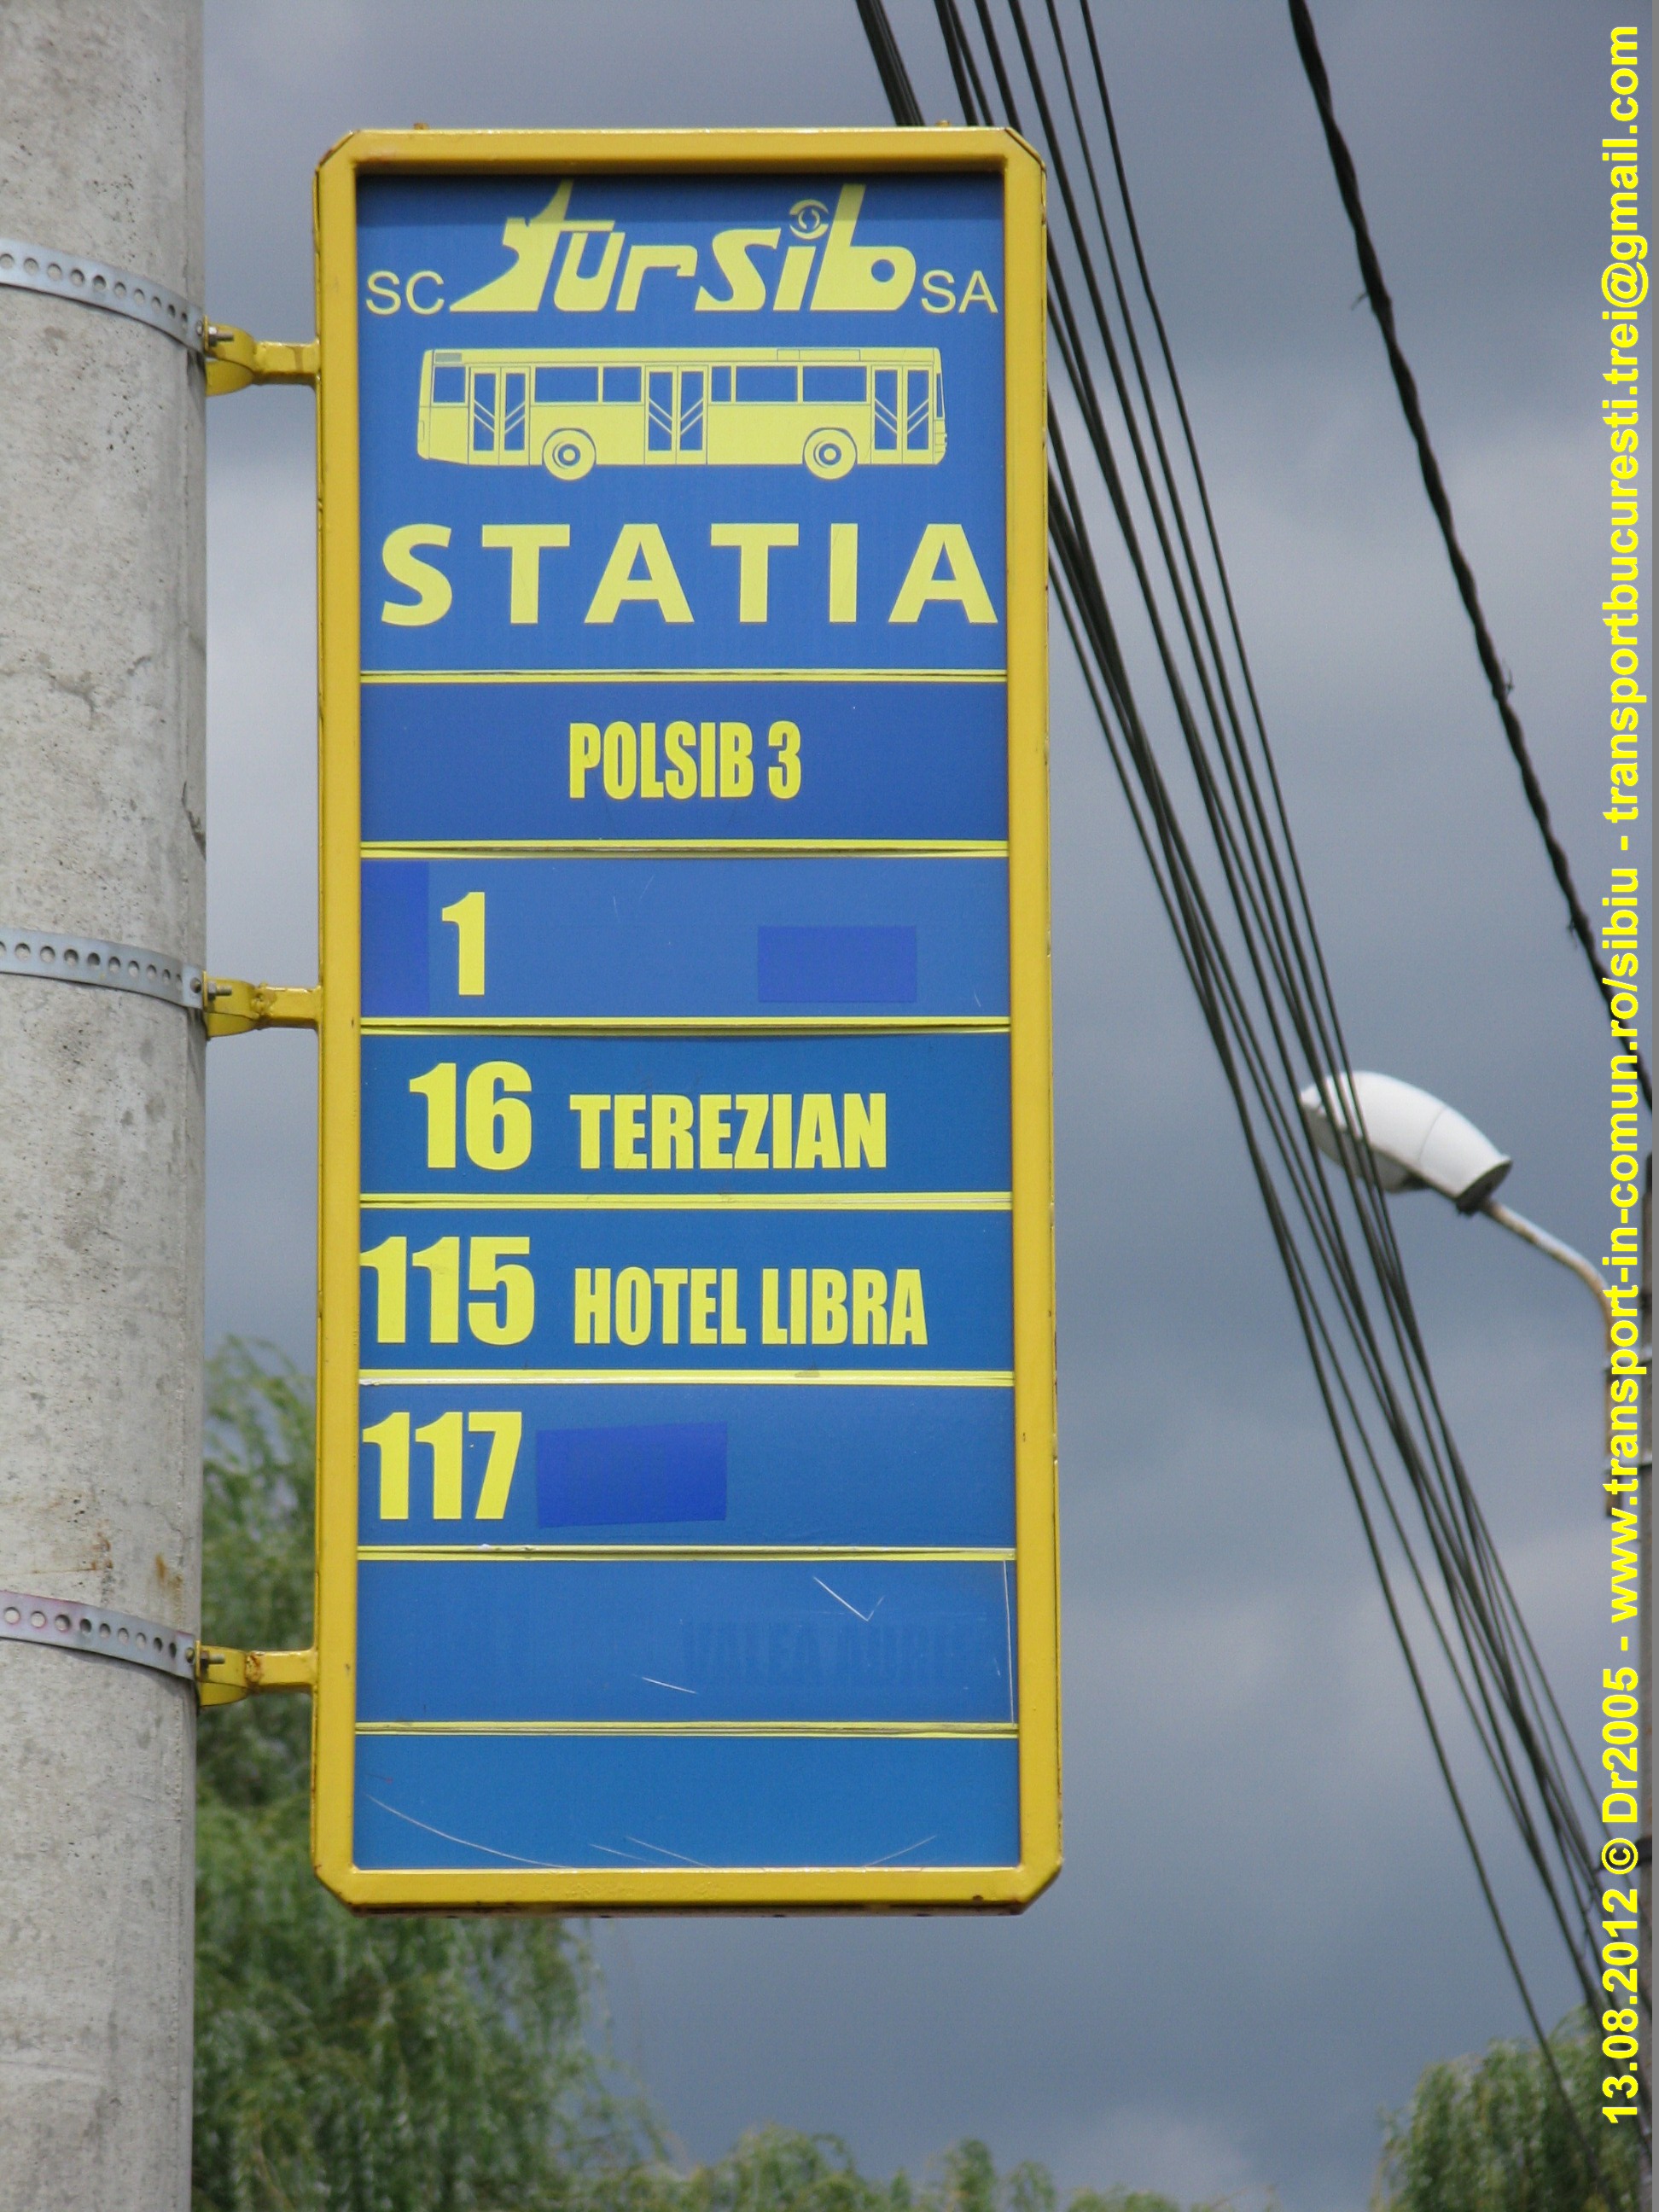 SC tursib SA
STATIA
POLSIB 3
1
16 TEREZIAN
115 HOTEL LIBRA
117
13.08.2012 © Dr2005 - www.transport-in-comun.ro/sibiu - transportbucuresti.trei@gmail.com